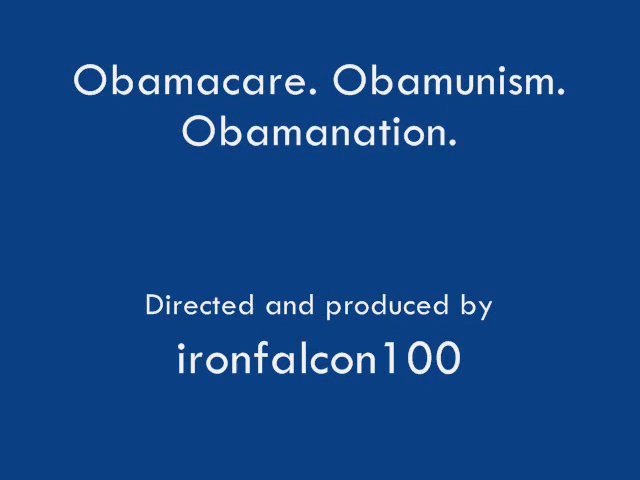 Obamacare. Obamunism.
Obamanation.
Directed and produced by
ironfalcon100